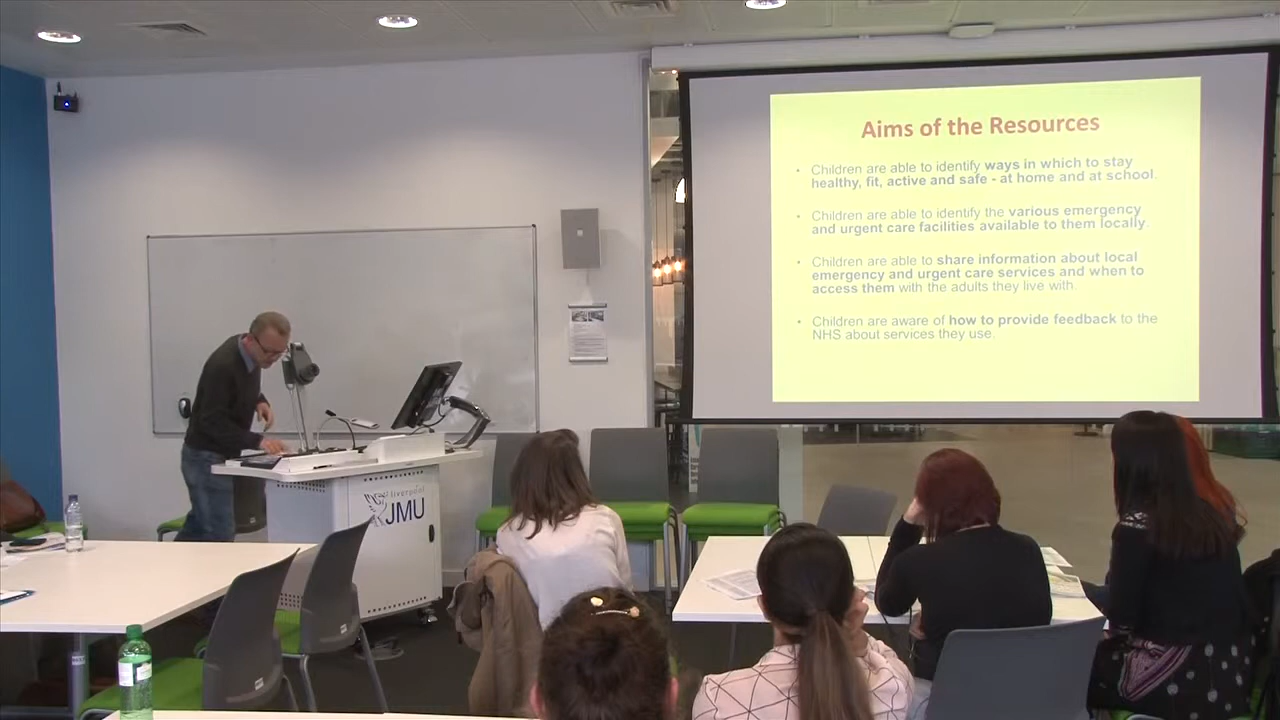 Aims of the Resources
• Children are able to identify ways in which to stay
healthy, fit, active and safe - at home and at school.
• Children are able to identify the various emergency
and urgent care facilities available to them locally.
• Children are able to share information about local
emergency and urgent care services and when to
access them with the adults they live with.
• Children are aware of how to provide feedback to the
NHS about services they use.
Liverpool
JMU